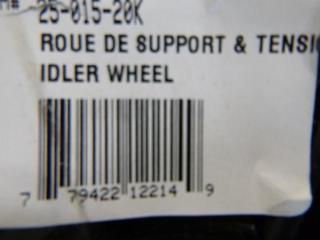 25-015-20K
ROUE DE SUPPORT & TENSI
IDLER WHEEL
7 79422 12214 9